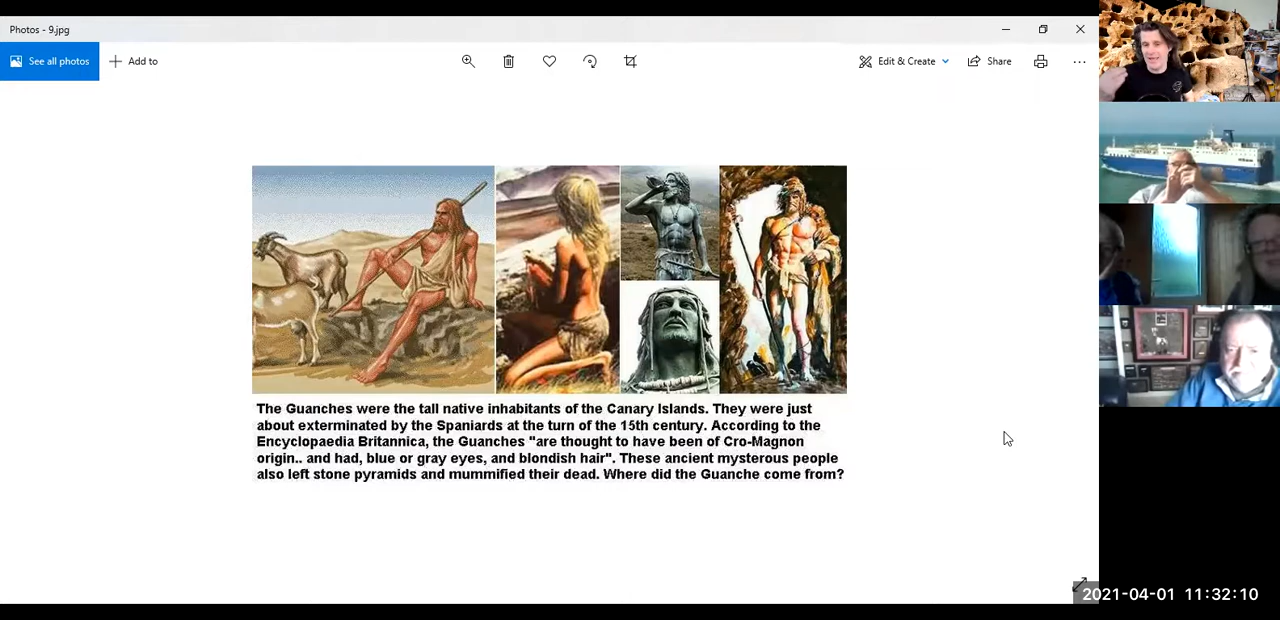 Photos - 9.jpg
See all photos
Add to
Edit & Create
Share
The Guanches were the tall native inhabitants of the Canary Islands. They were just
about exterminated by the Spaniards at the turn of the 15th century. According to the
Encyclopaedia Britannica, the Guanches "are thought to have been of Cro-Magnon
origin.. and had, blue or gray eyes, and blondish hair". These ancient mysterous people
also left stone pyramids and mummified their dead. Where did the Guanche come from?
2021-04-01 11:32:10